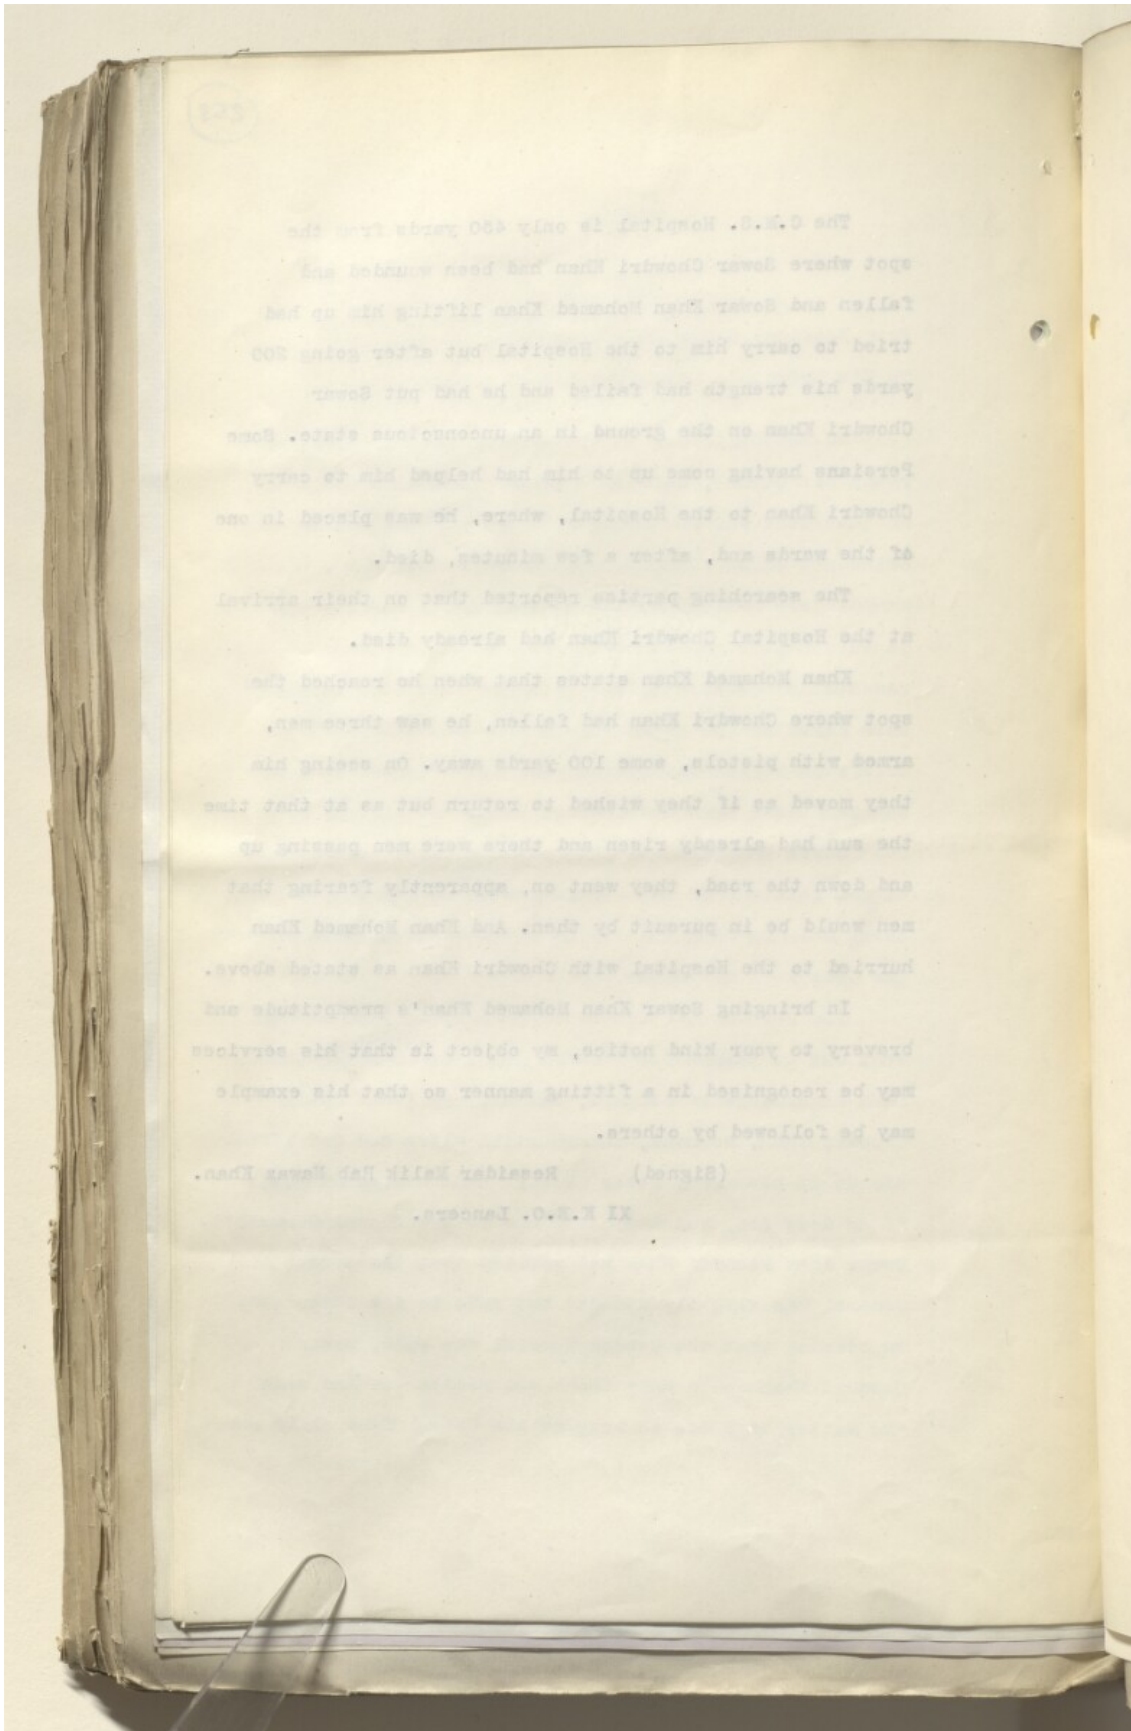 The C.M.S. Hospital is only 450 yards from the
spot where Sowar Chowdri Khan had been wounded and
fallen and Sowar Khan Mohamed Khan lifting him up had
tried to carry him to the Hospital but after going 200
yards his trength had failed and he had put Sowar
Chowdri Khan on the ground in an unconscious state. Some
Persians having come up to him had helped him to carry
Chowdri Khan to the Hospital, where, he was placed in one
of the wards and, after a few minutes, died.
The searching parties reported that on their arrival
at the Hospital Chowdri Khan had already died.
Khan Mohamed Khan states that when he reached the
spot where Chowdri Khan had fallen, he saw three men,
armed with pistols, some 100 yards away. On seeing him
they moved as if they wished to return but as at that time
the sun had already risen and there were men passing up
and down the road, they went on, apparently fearing that
men would be in pursuit by then. And Khan Mohamed Khan
hurried to the Hospital with Chowdri Khan as stated above.
In bringing Sowar Khan Mohamed Khan's promptitude and
bravery to your kind notice, my object is that his services
may be recognised in a fitting manner so that his example
may be followed by others.
(Signed) Ressaidar Malik Rab Nawaz Khan.
XI K.E.O. Lancers.